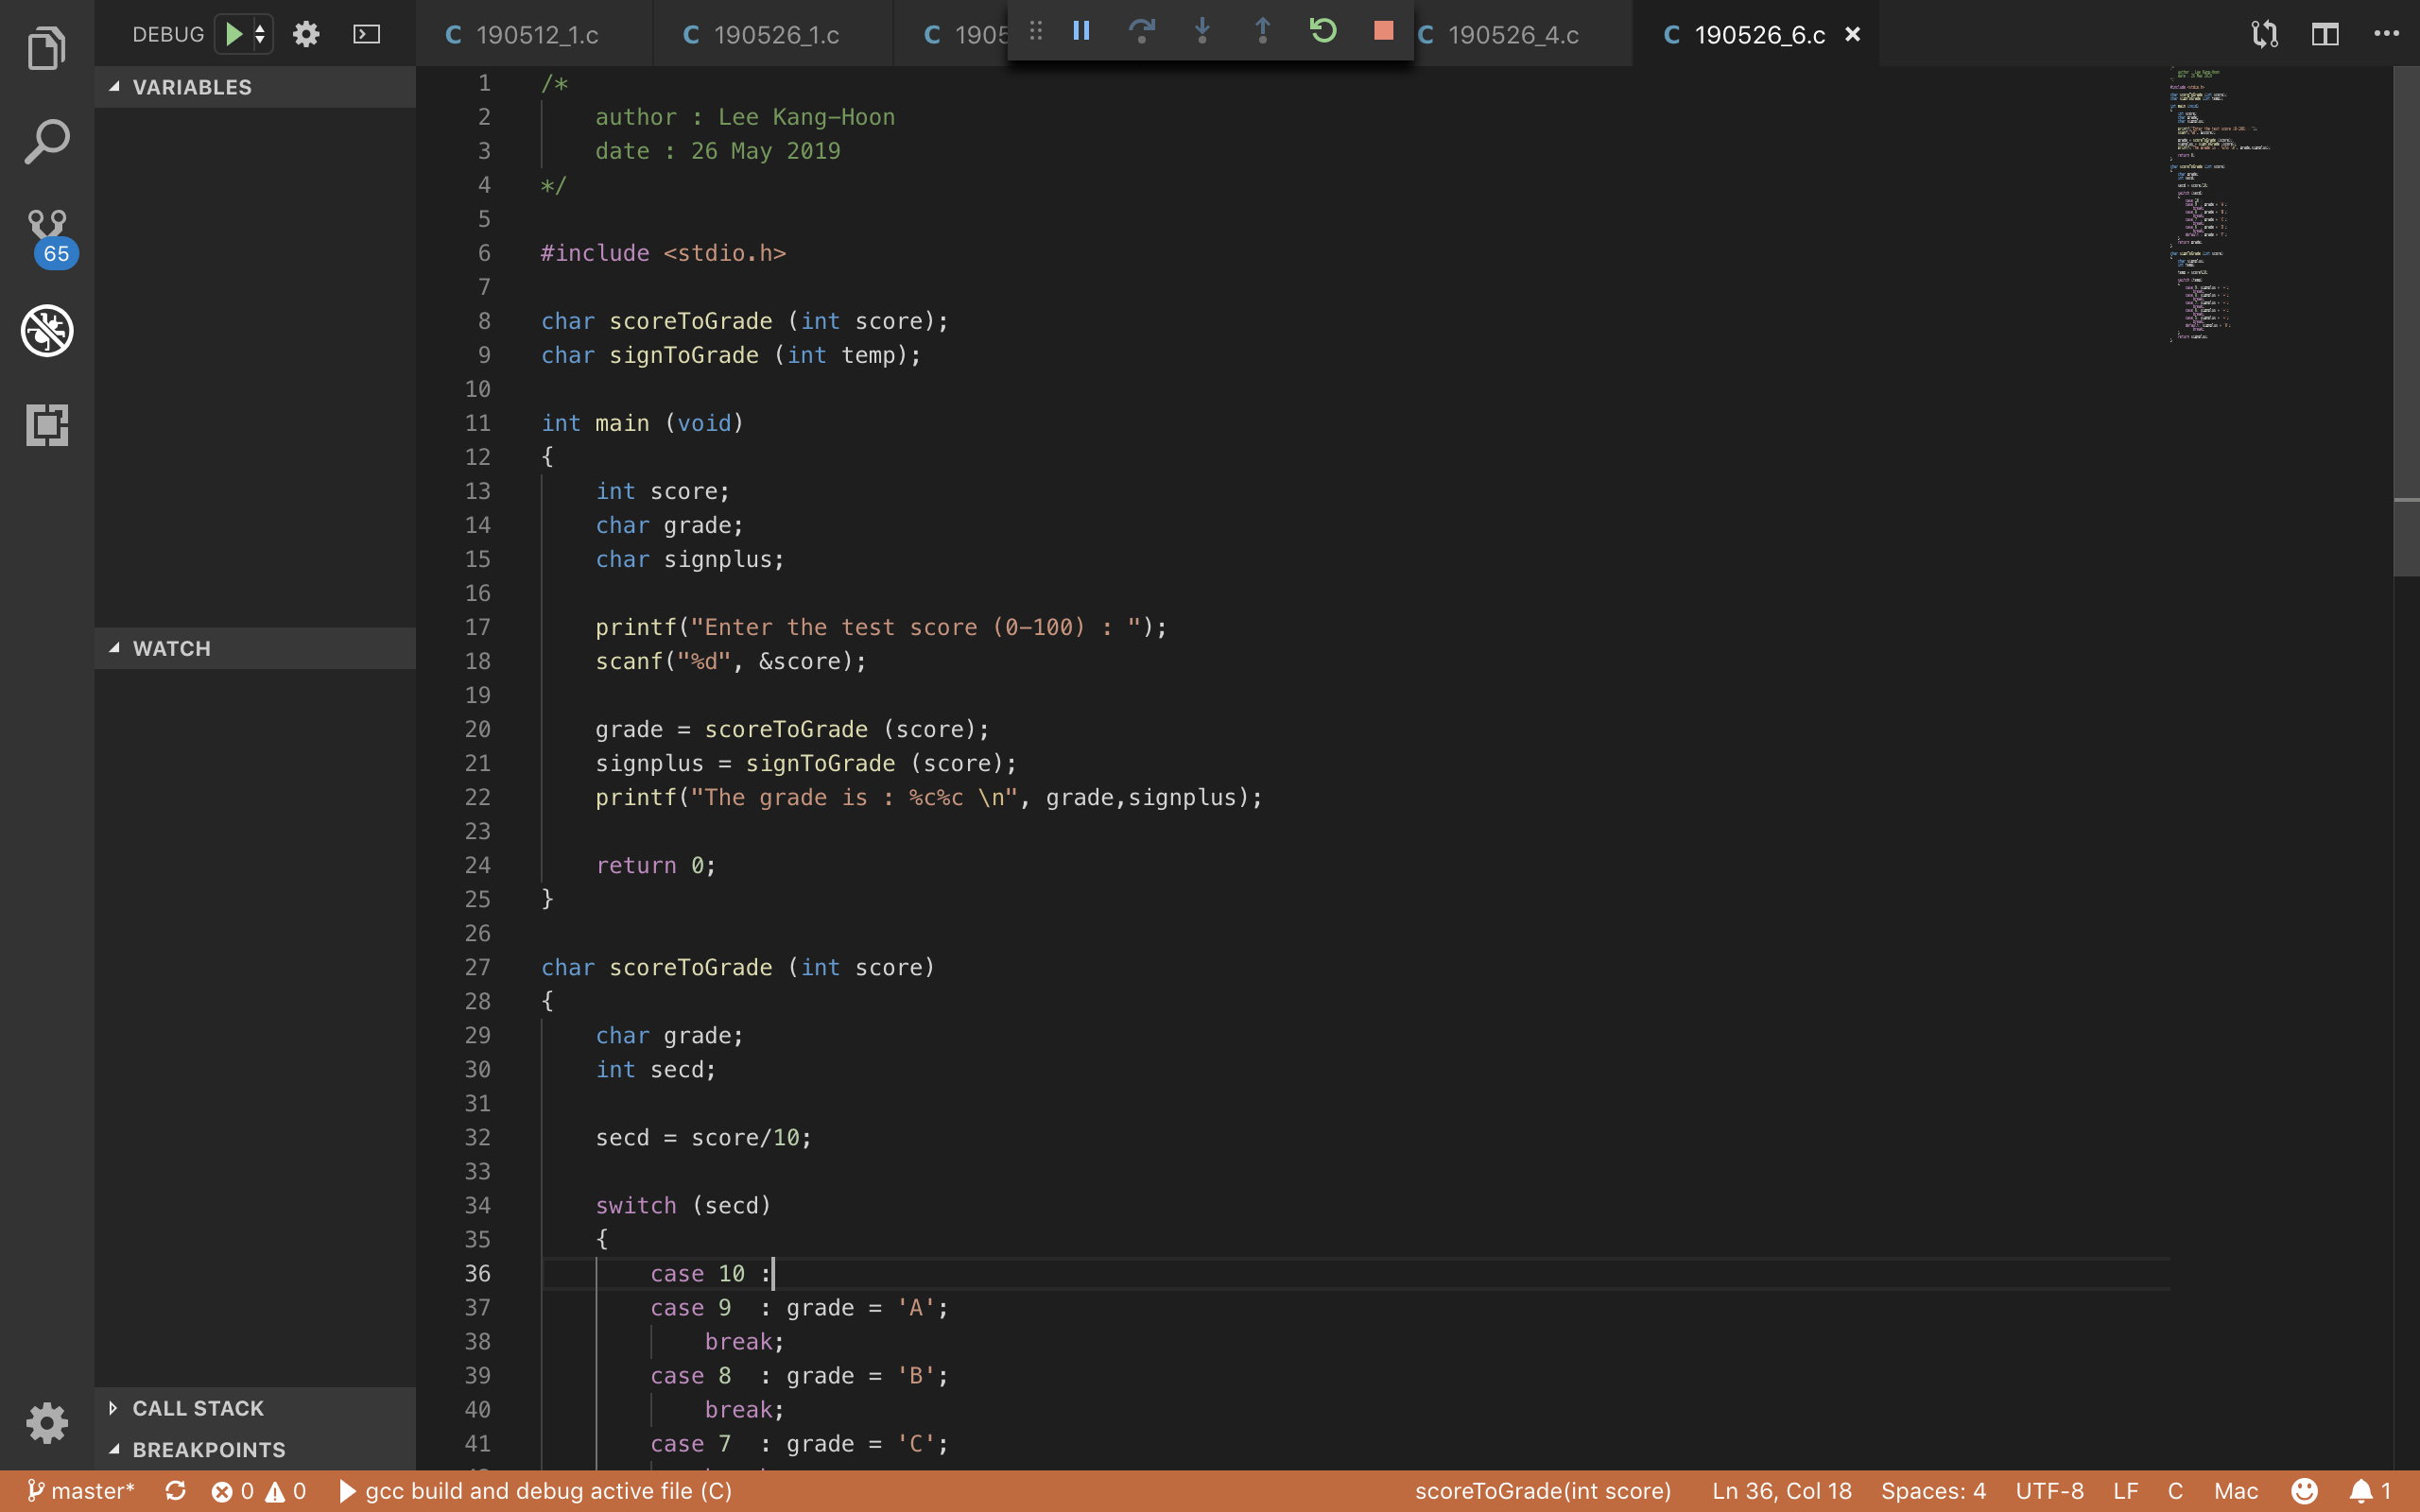 DEBUG
190512_1.c
190526_1.c
1905
190526_4.c
190526_6.c
VARIABLES
65
WATCH
CALL STACK
BREAKPOINTS
1 /*
2     author : Lee Kang-Hoon
3     date : 26 May 2019
4 */
5
6 #include <stdio.h>
7
8 char scoreToGrade (int score);
9 char signToGrade (int temp);
10
11 int main (void)
12 {
13     int score;
14     char grade;
15     char signplus;
16
17     printf("Enter the test score (0-100) : ");
18     scanf("%d", &score);
19
20     grade = scoreToGrade (score);
21     signplus = signToGrade (score);
22     printf("The grade is : %c%c \n", grade,signplus);
23
24     return 0;
25 }
26
27 char scoreToGrade (int score)
28 {
29     char grade;
30     int secd;
31
32     secd = score/10;
33
34     switch (secd)
35     {
36         case 10 :
37         case 9  : grade = 'A';
38             break;
39         case 8  : grade = 'B';
40             break;
41         case 7  : grade = 'C';
master* 0 0 gcc build and debug active file (C) scoreToGrade(int score) Ln 36, Col 18 Spaces: 4 UTF-8 LF C Mac 1